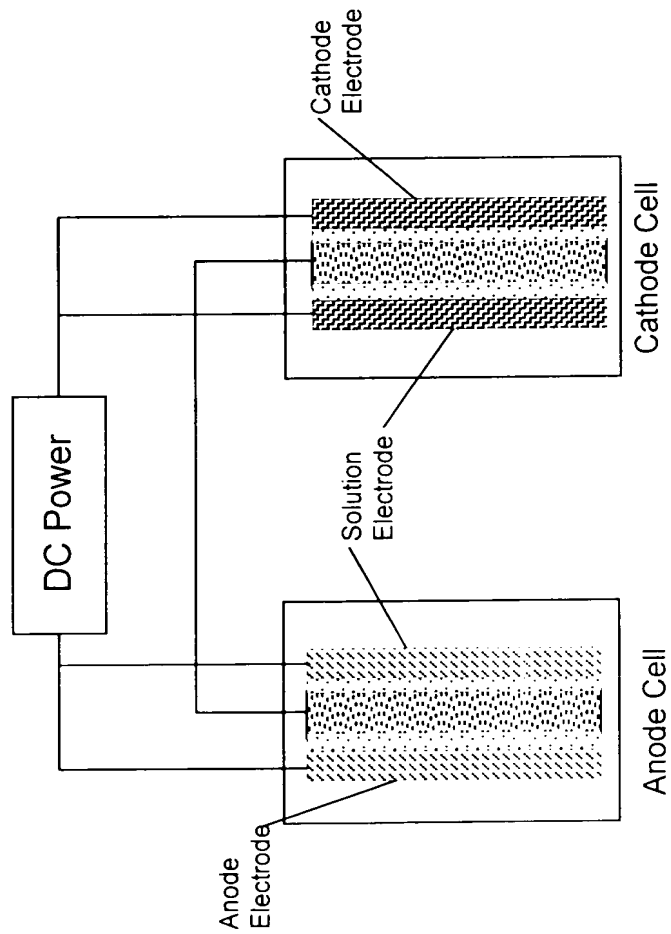 DC Power
Cathode
Electrode
Solution
Electrode
Anode
Electrode
Anode Cell
Cathode Cell